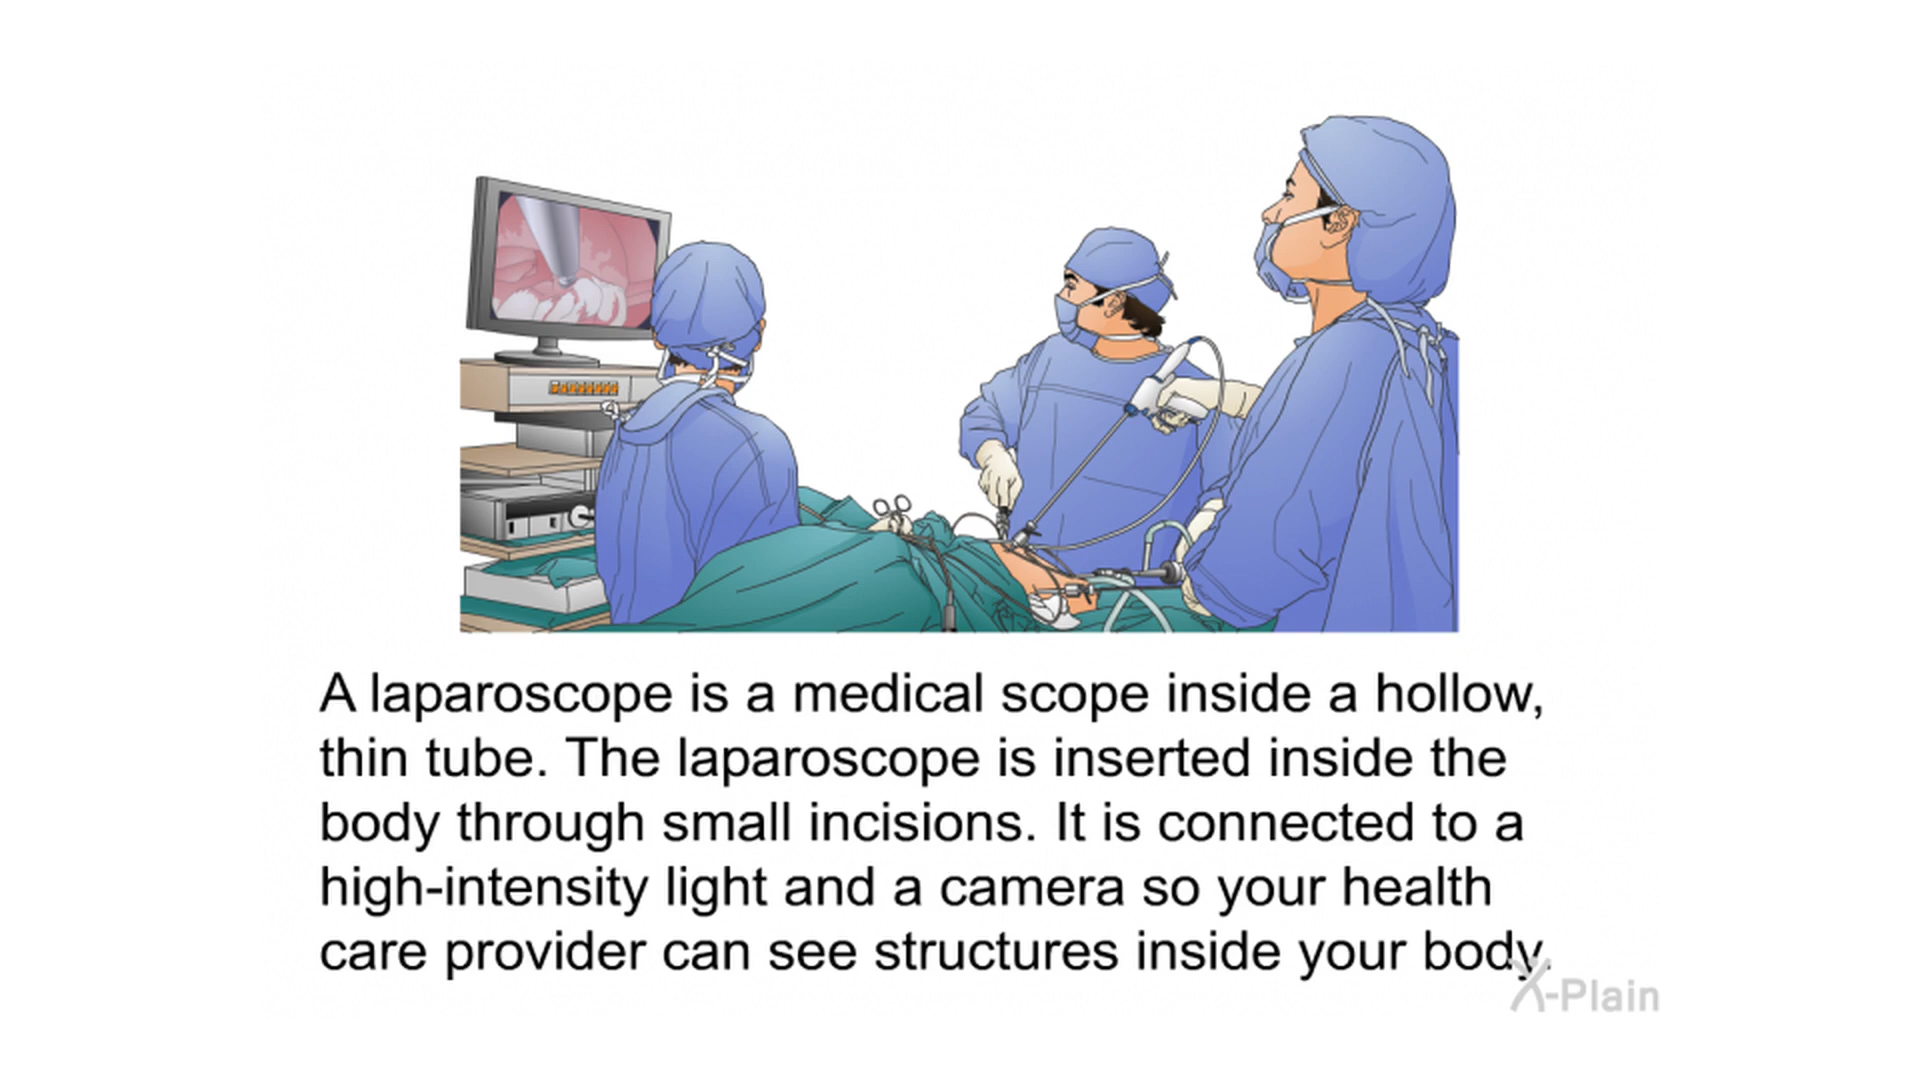 A laparoscope is a medical scope inside a hollow,
thin tube. The laparoscope is inserted inside the
body through small incisions. It is connected to a
high-intensity light and a camera so your health
care provider can see structures inside your body.
X-Plain